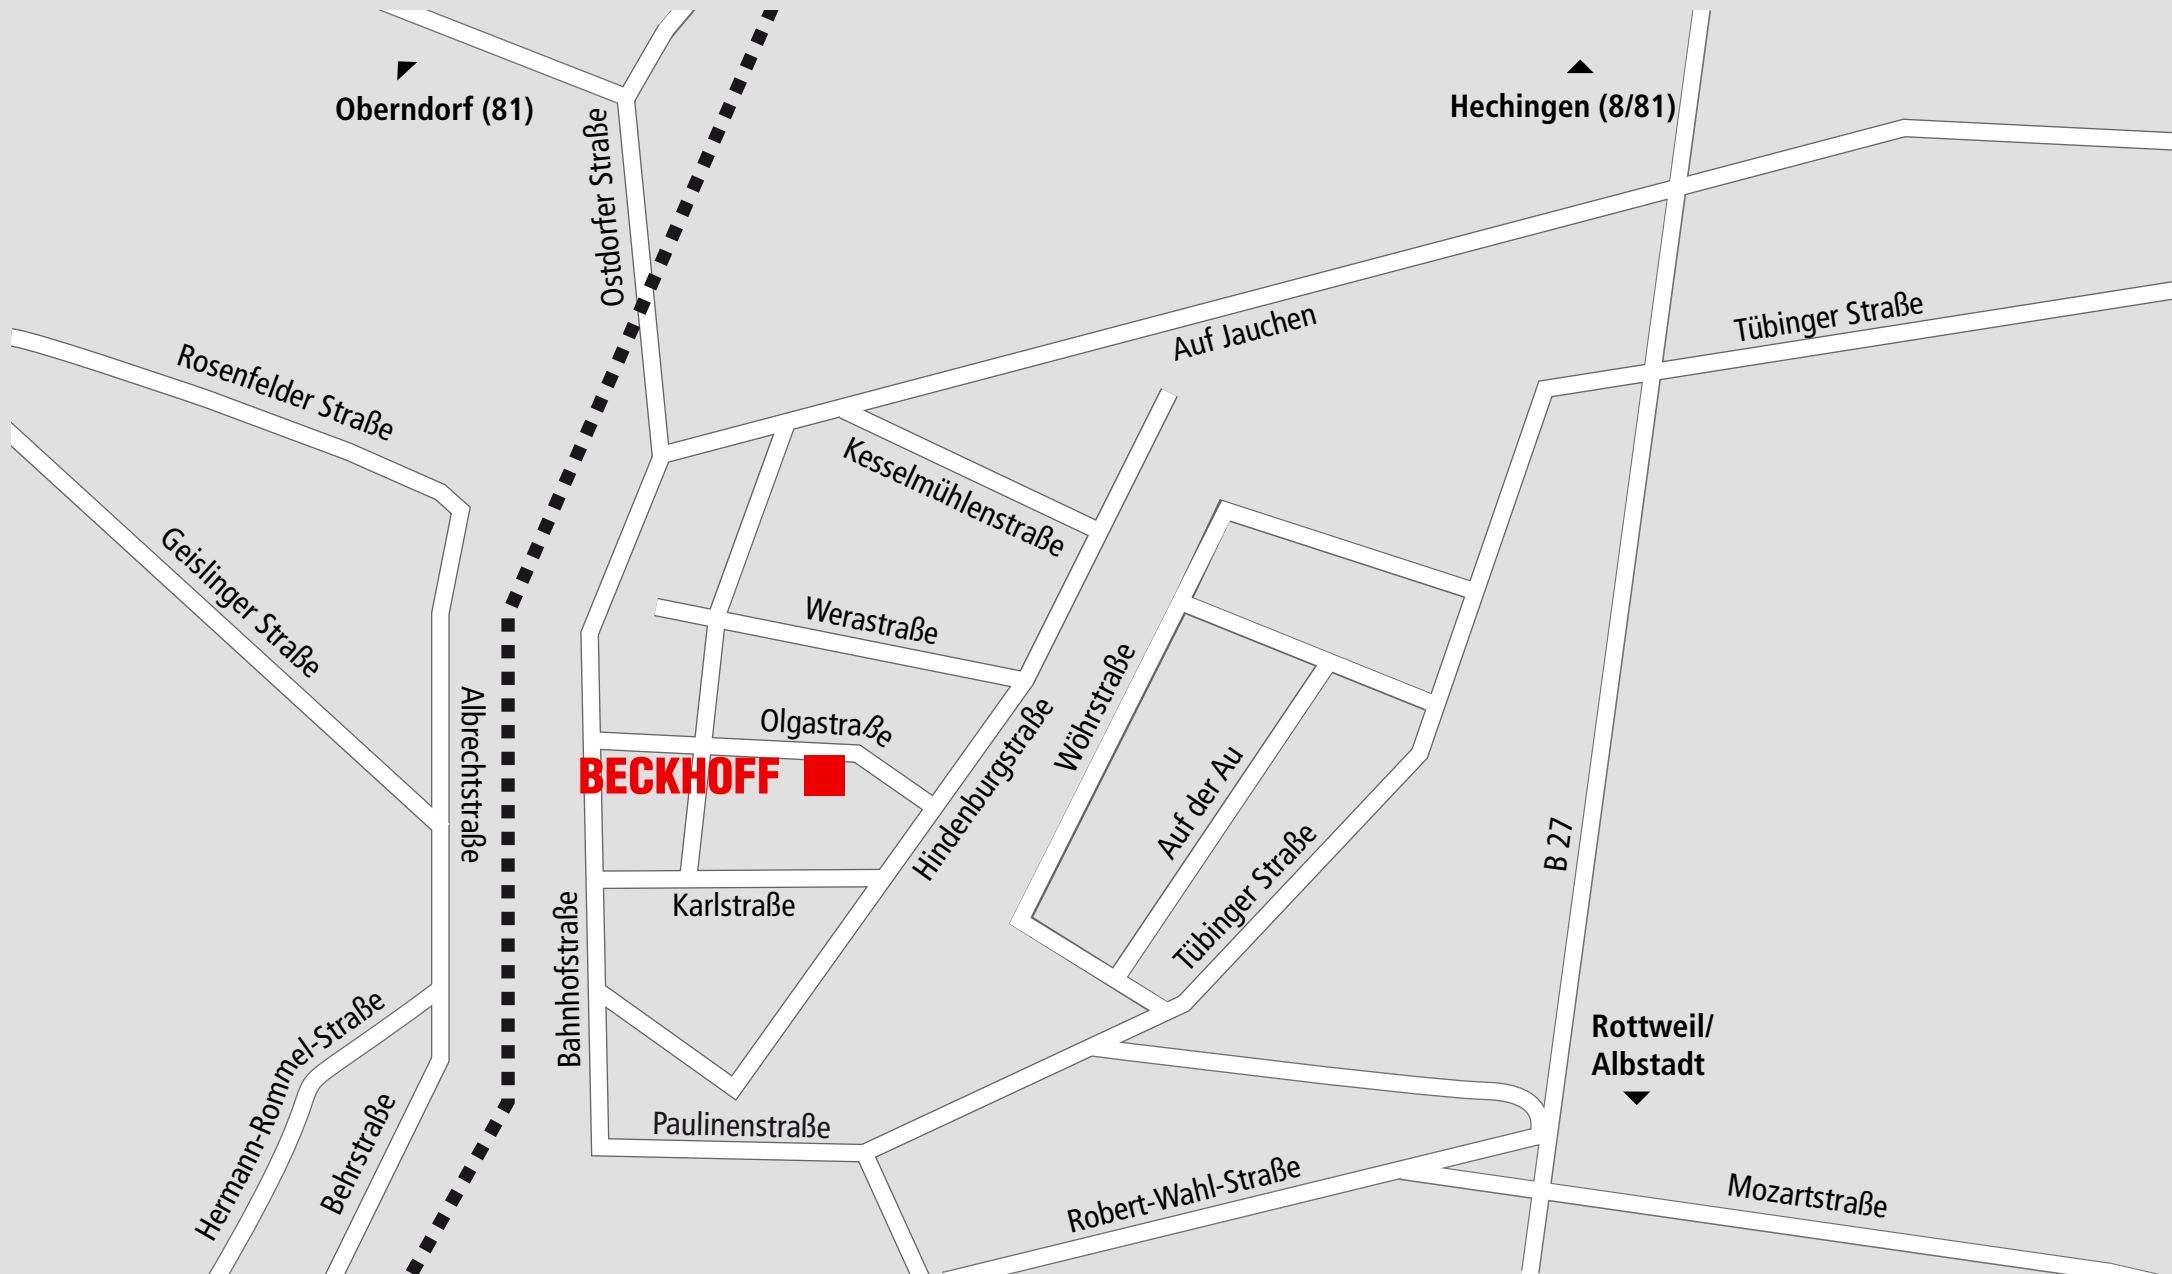 Oberndorf (81)
Hechingen (8/81)
Ostdorfer Straße
Auf Jauchen
Tübinger Straße
Rosenfelder Straße
Kesselmühlenstraße
Geislinger Straße
Werastraße
Albrechtstraße
Olgastraße
Wöhrstraße
BECKHOFF
Hindenburgstraße
Auf der Au
Tübinger Straße
B 27
Karlstraße
Bahnhofstraße
Hermann-Rommel-Straße
Rottweil/
Albstadt
Behrstraße
Paulinenstraße
Robert-Wahl-Straße
Mozartstraße